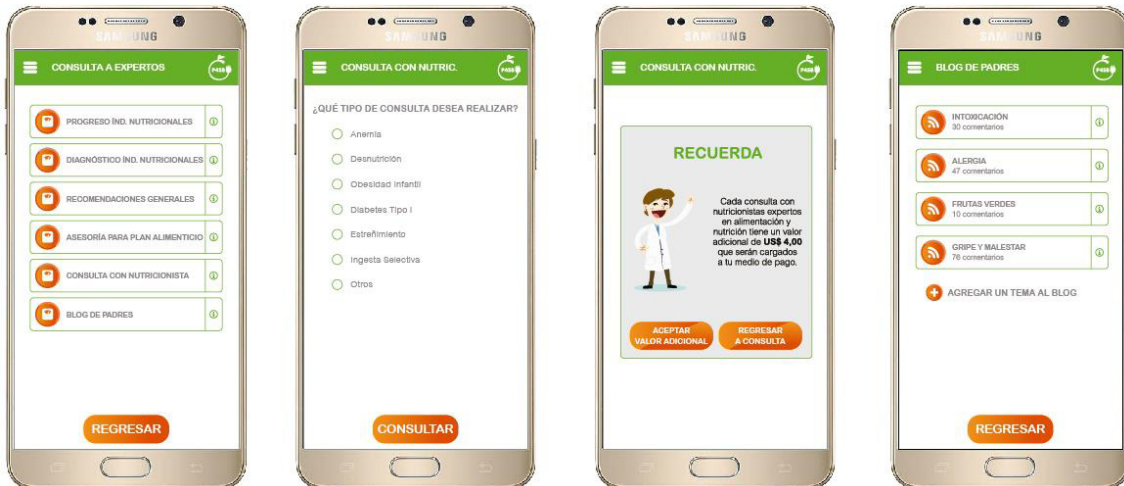 SAMSUNG
CONSULTA A EXPERTOS
PROGRESO ÍND. NUTRICIONALES
DIAGNÓSTICO ÍND. NUTRICIONALES
RECOMENDACIONES GENERALES
ASESORÍA PARA PLAN ALIMENTICIO
CONSULTA CON NUTRICIONISTA
BLOG DE PADRES
REGRESAR
SAMSUNG
CONSULTA CON NUTRIC.
¿QUÉ TIPO DE CONSULTA DESEA REALIZAR?
Anemia
Desnutrición
Obesidad Infantil
Diabetes Tipo I
Estreñimiento
Ingesta Selectiva
Otros
CONSULTAR
SAMSUNG
CONSULTA CON NUTRIC.
RECUERDA
Cada consulta con
nutricionistas expertos
en alimentación y
nutrición tiene un valor
adicional de US$ 4,00
que serán cargados
a tu medio de pago.
ACEPTAR
VALOR ADICIONAL
REGRESAR
A CONSULTA
SAMSUNG
BLOG DE PADRES
INTOXICACIÓN
30 comentarios
ALERGIA
47 comentarios
FRUTAS VERDES
10 comentarios
GRIPE Y MALESTAR
76 comentarios
AGREGAR UN TEMA AL BLOG
REGRESAR